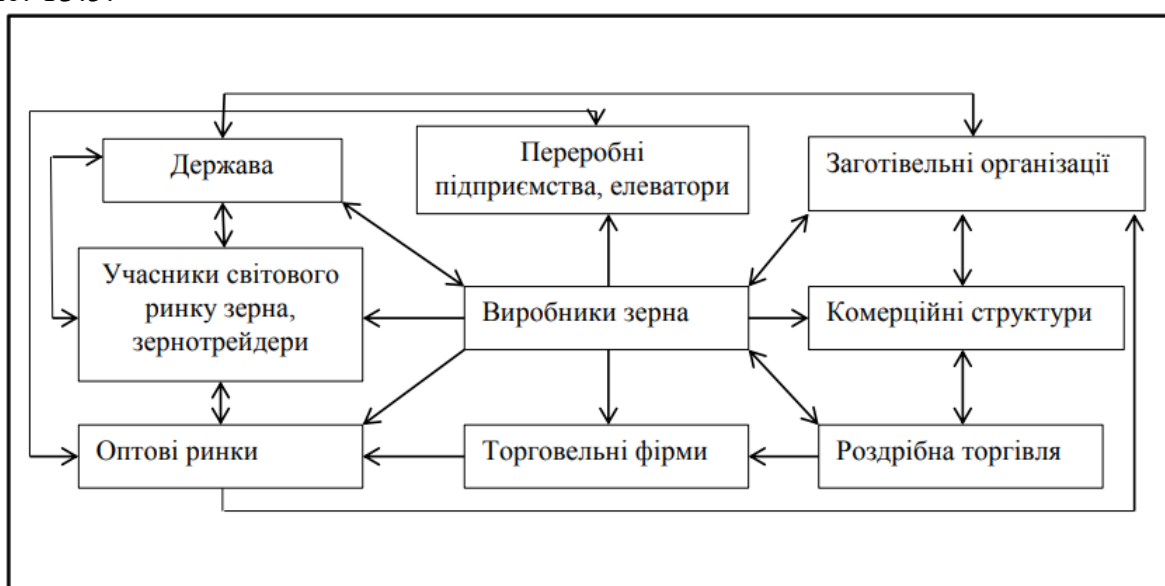 Держава
Переробні
підприємства, елеватори
Заготівельні організації
Учасники світового
ринку зерна,
зернотрейдери
Виробники зерна
Комерційні структури
Оптові ринки
Торговельні фірми
Роздрібна торгівля